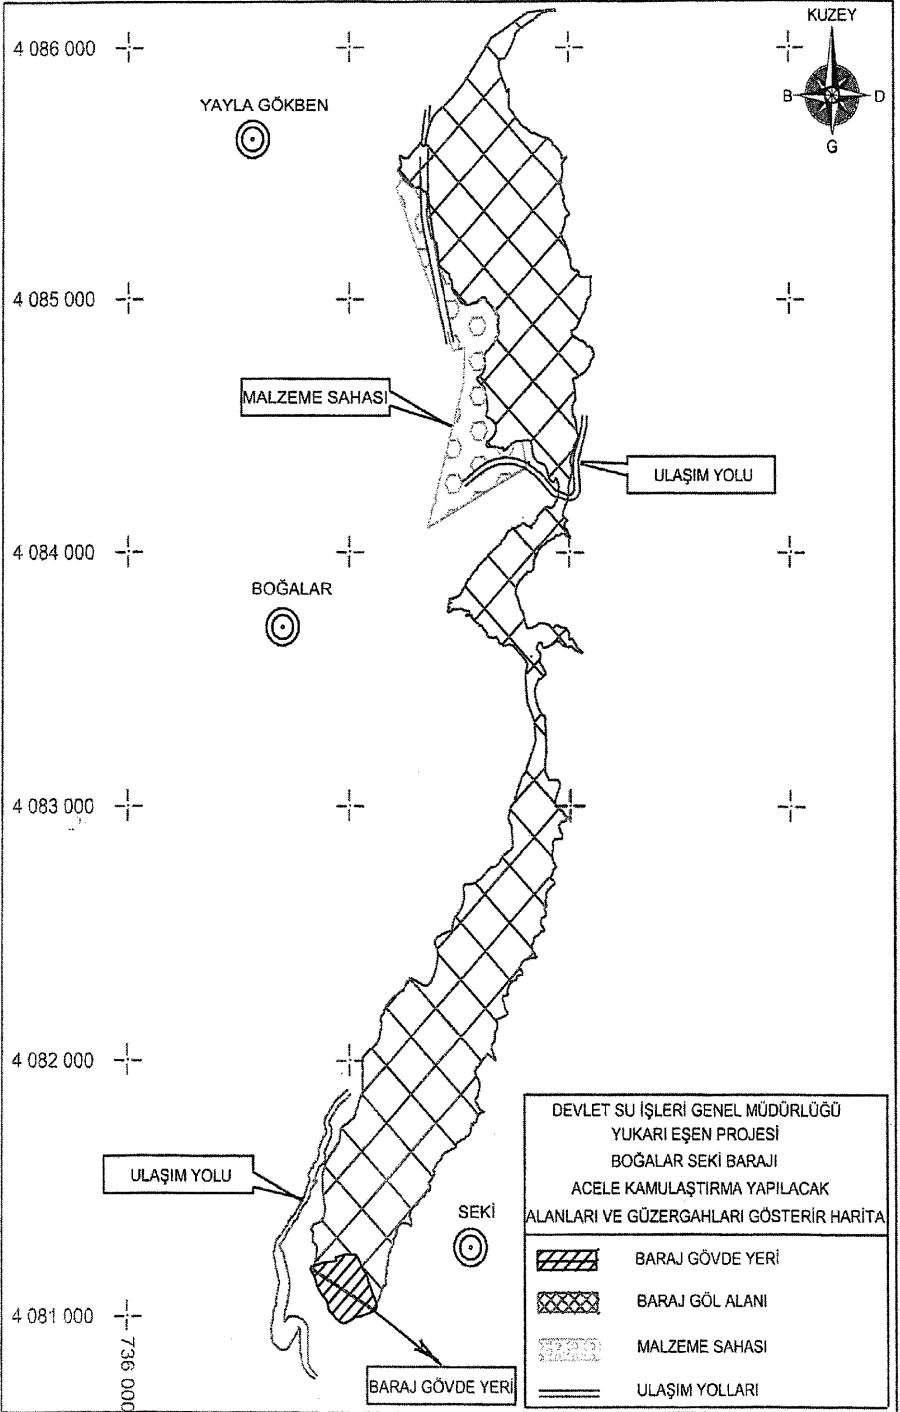 KUZEY
4 086 000
B
D
YAYLA GÖKBEN
G
4 085 000
MALZEME SAHASI
ULAŞIM YOLU
4 084 000
BOĞALAR
4 083 000
4 082 000
DEVLET SU İŞLERİ GENEL MÜDÜRLÜĞÜ
YUKARI EŞEN PROJESİ
BOĞALAR SEKİ BARAJI
ACELE KAMULAŞTIRMA YAPILACAK
ALANLARI VE GÜZERGAHLARI GÖSTERİR HARİTA
ULAŞIM YOLU
SEKİ
BARAJ GÖVDE YERİ
BARAJ GÖL ALANI
4 081 000
736 000
MALZEME SAHASI
BARAJ GÖVDE YERİ
ULAŞIM YOLLARI